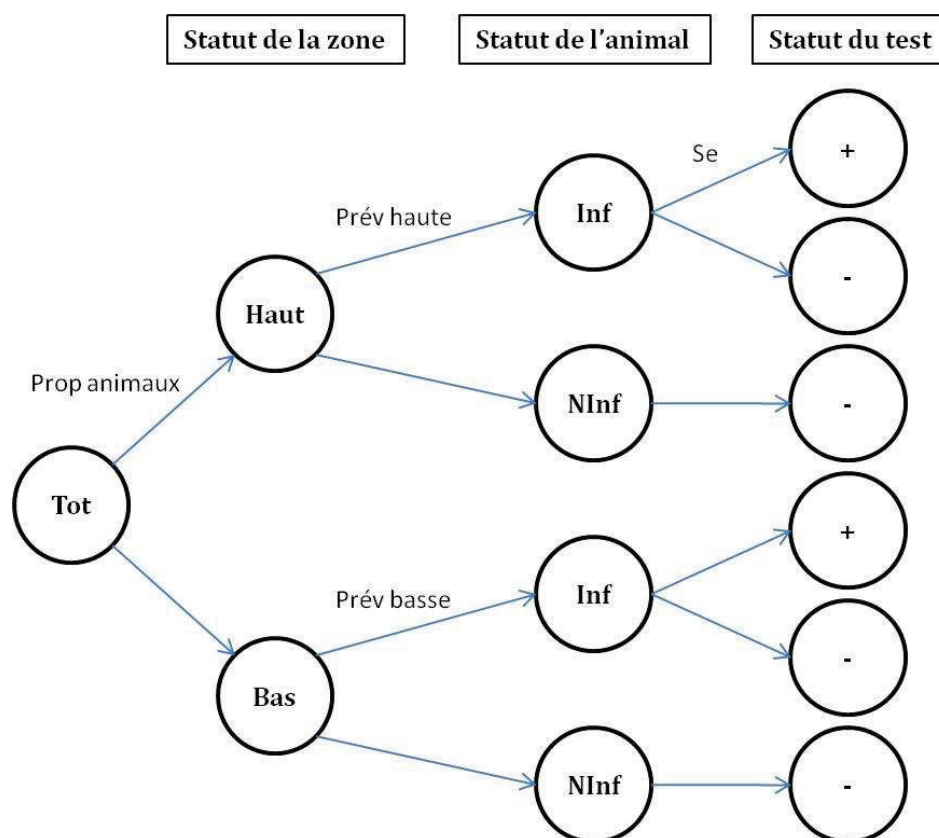 Statut de la zone
Statut de l'animal
Statut du test
+
Se
Inf
Prév haute
-
Haut
Prop animaux
NInf
-
Tot
+
Prév basse
Inf
-
Bas
NInf
-